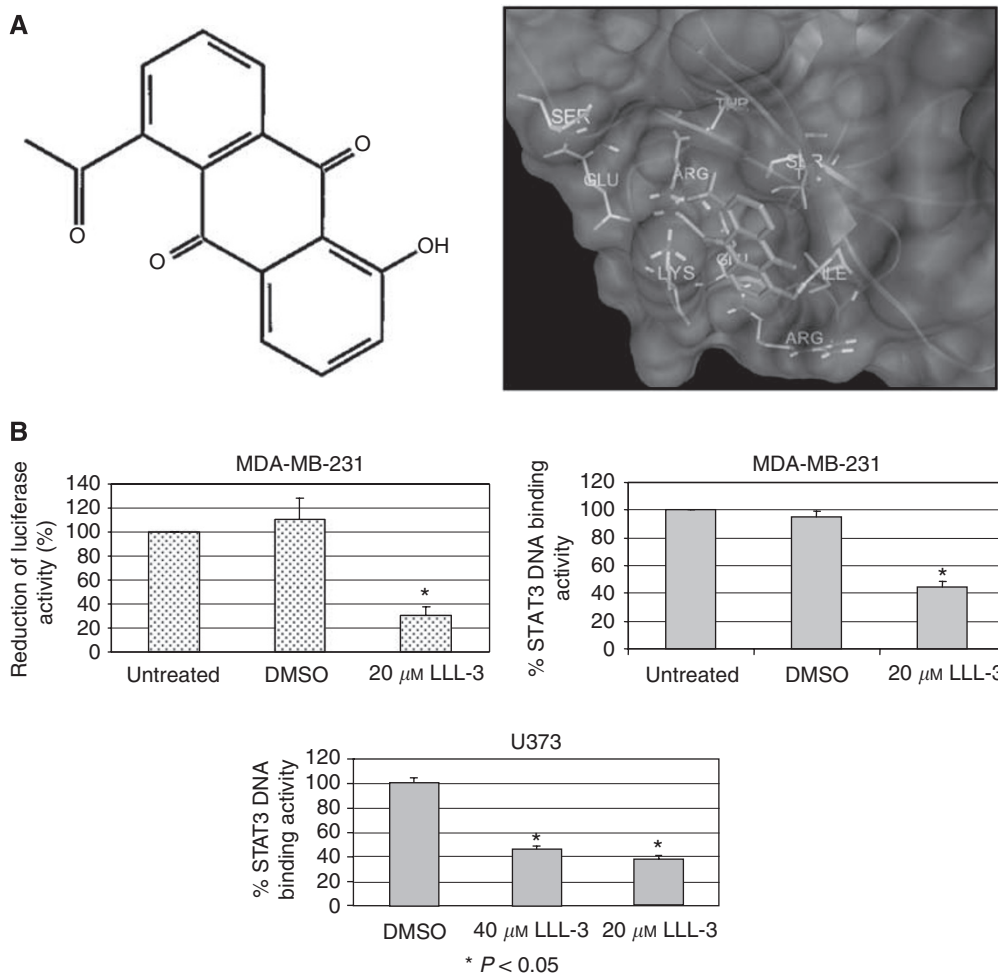 A
O
O
O
OH
SER
THR
SER
GLU
ARG
LYS
GLU
ILE
ARG
B
MDA-MB-231
Reduction of luciferase
activity (%)
140
120
100
80
60
40
20
0
*
Untreated DMSO 20 μM LLL-3
MDA-MB-231
% STAT3 DNA binding
activity
120
100
80
60
40
20
0
*
Untreated DMSO 20 μM LLL-3
U373
% STAT3 DNA
binding activity
120
100
80
60
40
20
0
* *
DMSO 40 μM LLL-3 20 μM LLL-3
* P < 0.05